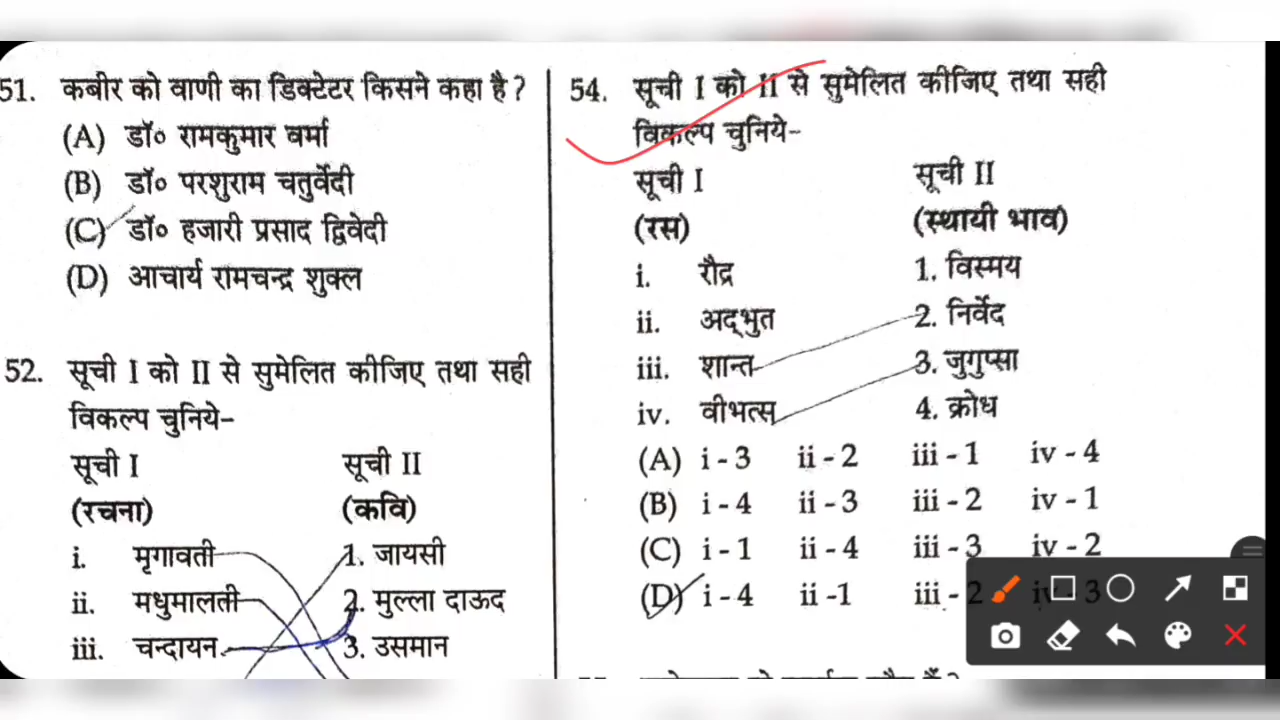 51. कबीर को वाणी का डिक्टेटर किसने कहा है ?
(A) डॉ० रामकुमार वर्मा
(B) डॉ० परशुराम चतुर्वेदी
(C) डॉ० हजारी प्रसाद द्विवेदी
(D) आचार्य रामचन्द्र शुक्ल
52. सूची I को II से सुमेलित कीजिए तथा सही
विकल्प चुनिये-
सूची I सूची II
(रचना) (कवि)
i. मृगावती 1. जायसी
ii. मधुमालती 2. मुल्ला दाऊद
iii. चन्दायन 3. उसमान
54. सूची I को II से सुमेलित कीजिए तथा सही
विकल्प चुनिये-
सूची I सूची II
(रस) (स्थायी भाव)
i. रौद्र 1. विस्मय
ii. अद्भुत 2. निर्वेद
iii. शान्त 3. जुगुप्सा
iv. वीभत्स 4. क्रोध
(A) i - 3 ii - 2 iii - 1 iv - 4
(B) i - 4 ii - 3 iii - 2 iv - 1
(C) i - 1 ii - 4 iii - 3 iv - 2
(D) i - 4 ii -1 iii - 2 iv - 3